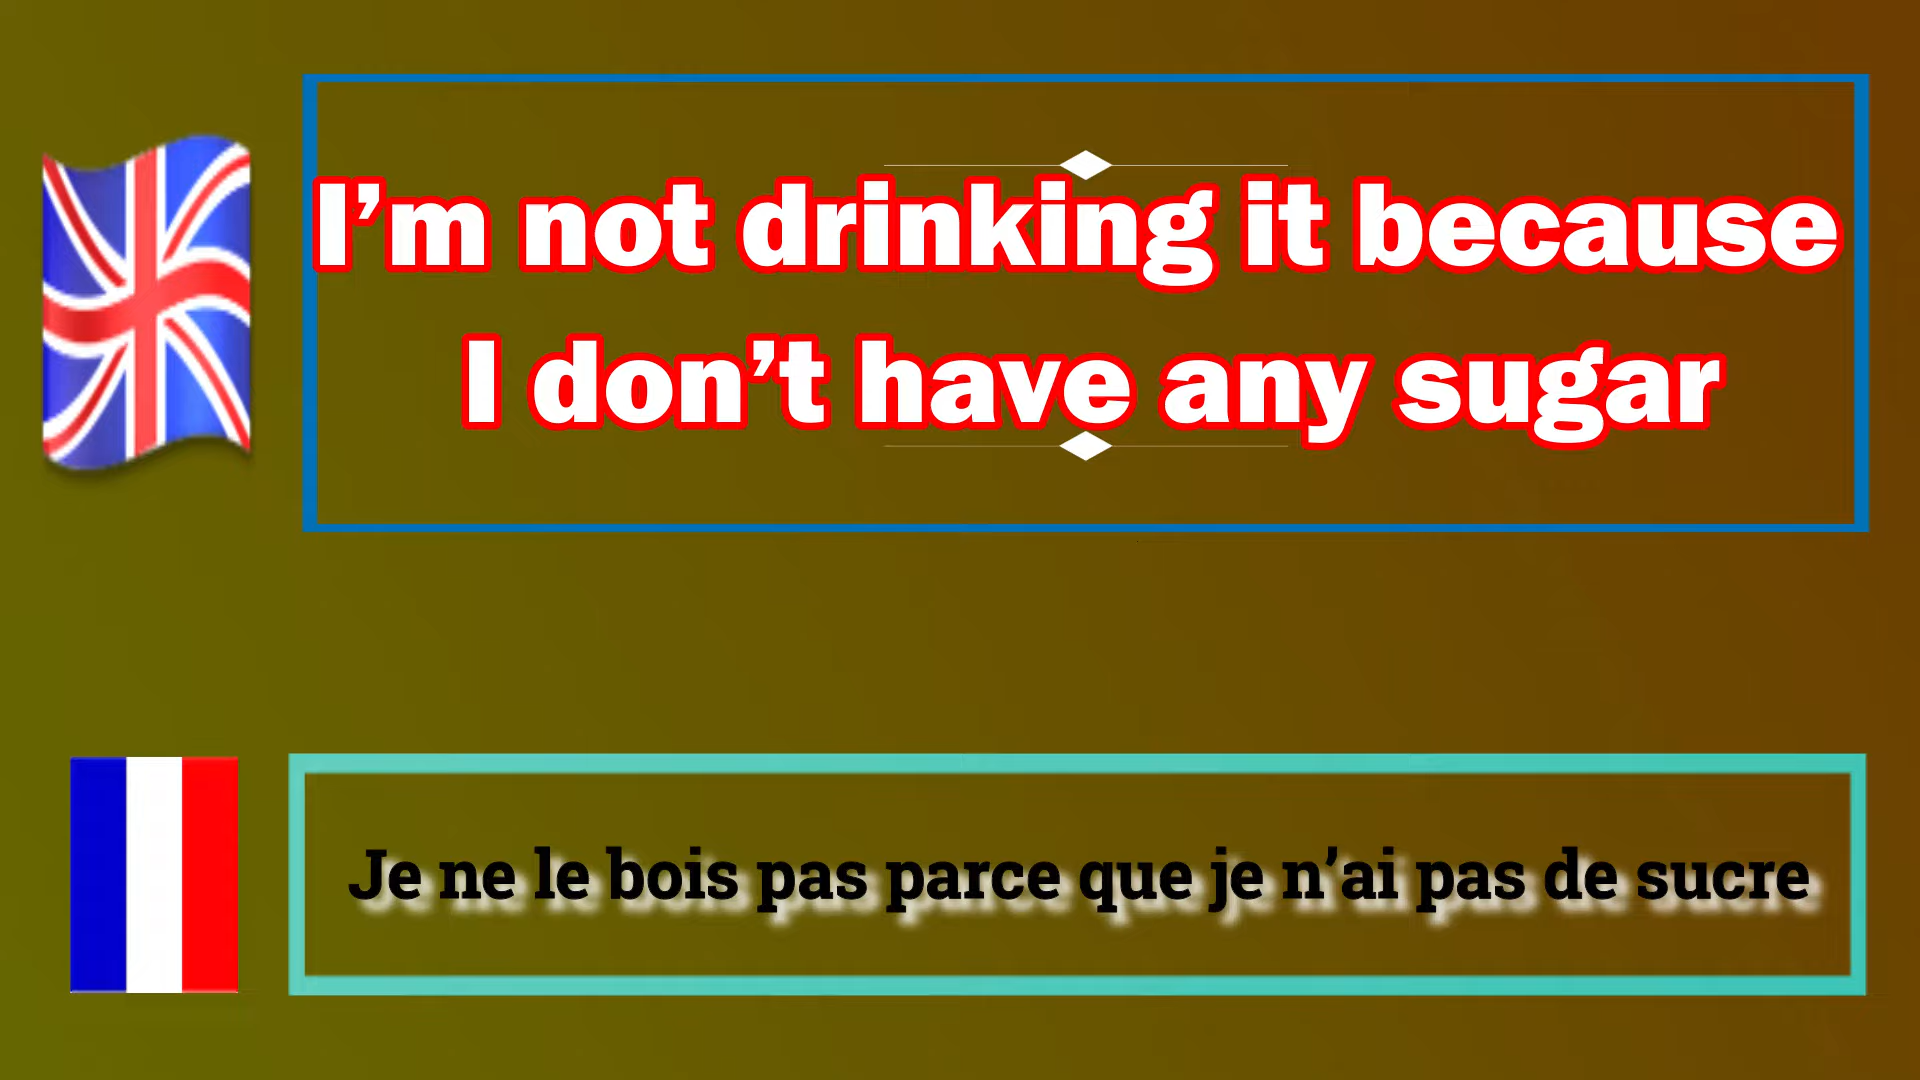 I’m not drinking it because
I don’t have any sugar
Je ne le bois pas parce que je n’ai pas de sucre